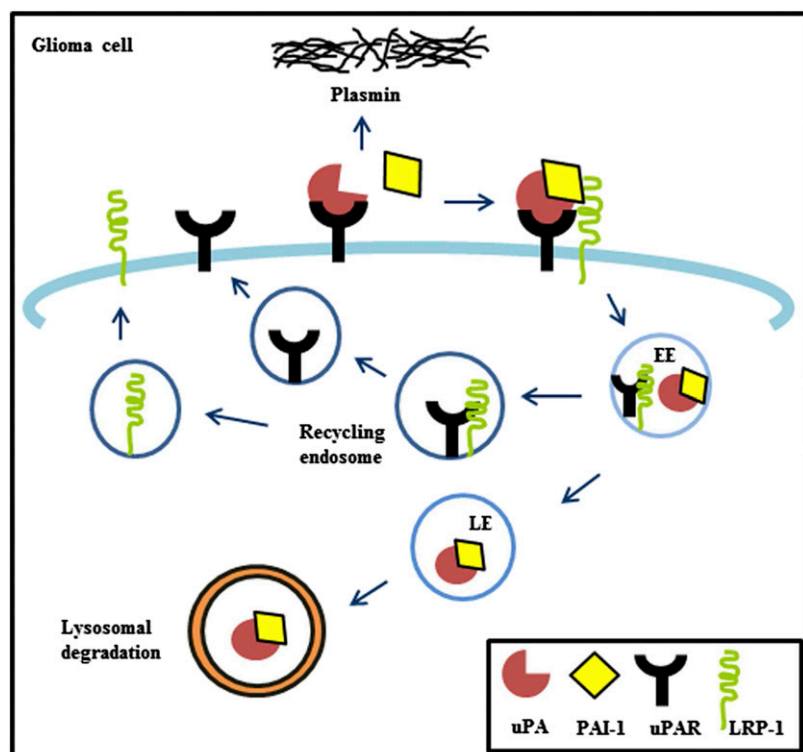 Glioma cell
Plasmin
EE
Recycling
endosome
LE
Lysosomal
degradation
uPA PAI-1 uPAR LRP-1